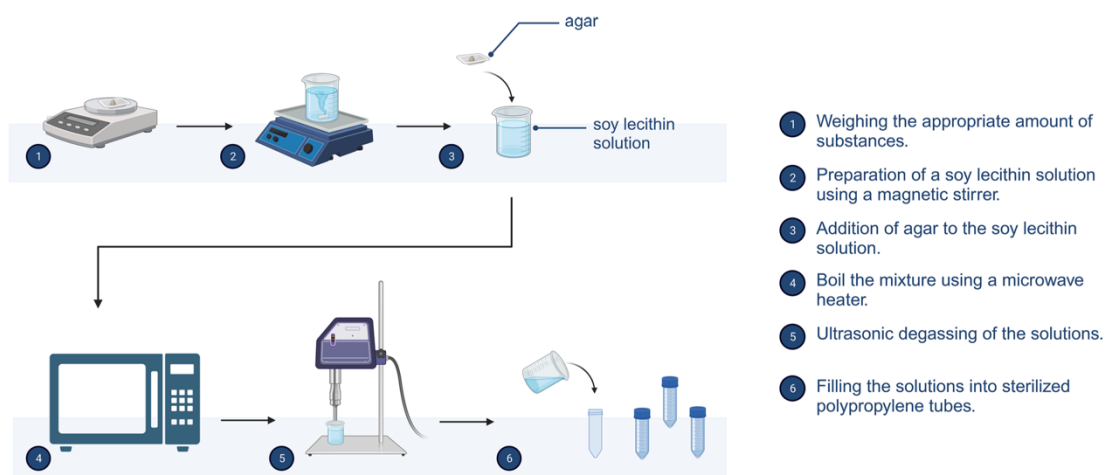 agar
soy lecithin
solution
1
2
3
4
5
6
1 Weighing the appropriate amount of
substances.
2 Preparation of a soy lecithin solution
using a magnetic stirrer.
3 Addition of agar to the soy lecithin
solution.
4 Boil the mixture using a microwave
heater.
5 Ultrasonic degassing of the solutions.
6 Filling the solutions into sterilized
polypropylene tubes.